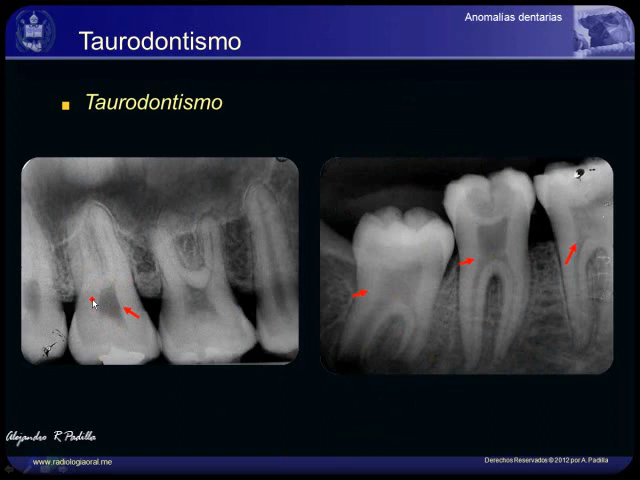 Anomalías dentarias
Taurodontismo
Taurodontismo
Alejandro R Padilla
www.radiologiaoral.me
Derechos Reservados © 2012 por A. Padilla